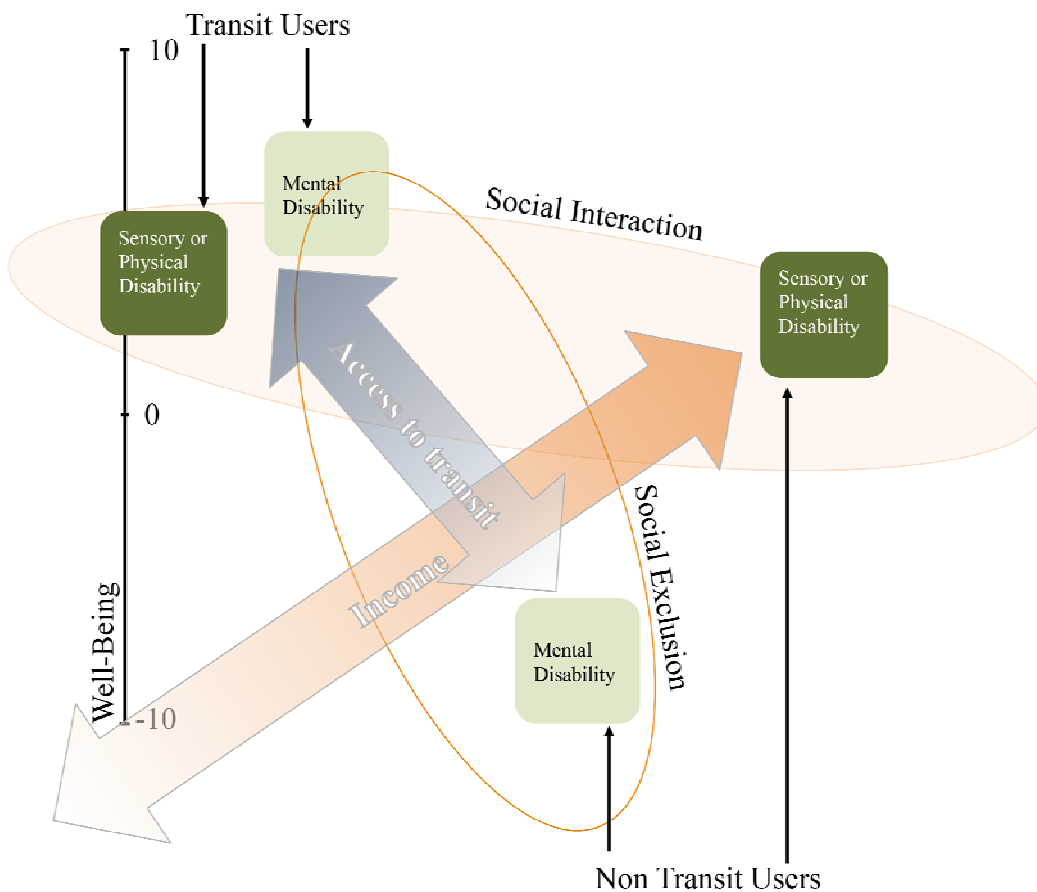 Transit Users
10
Mental
Disability
Social Interaction
Sensory or
Physical
Disability
Sensory or
Physical
Disability
Access to transit
0
Income
Social Exclusion
Well-Being
Mental
Disability
-10
Non Transit Users